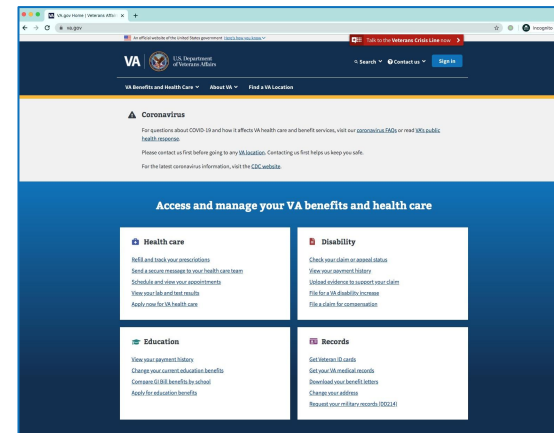 VA.gov Home | Veterans Affairs
va.gov
Incognito
An official website of the United States government Here's how you know
Talk to the Veterans Crisis Line now
VA
U.S. Department
of Veterans Affairs
Search
Contact us
Sign in
VA Benefits and Health Care
About VA
Find a VA Location
Coronavirus
For questions about COVID-19 and how it affects VA health care and benefit services, visit our coronavirus FAQs or read VA's public
health response.
Please contact us first before going to any VA location. Contacting us first helps us keep you safe.
For the latest coronavirus information, visit the CDC website.
Access and manage your VA benefits and health care
Health care
Refill and track your prescriptions
Send a secure message to your health care team
Schedule and view your appointments
View your lab and test results
Apply now for VA health care
Disability
Check your claim or appeal status
View your payment history
Upload evidence to support your claim
File for a VA disability increase
File a claim for compensation
Education
View your payment history
Change your current education benefits
Compare GI Bill benefits by school
Apply for education benefits
Records
Get Veteran ID cards
Get your VA medical records
Download your benefit letters
Change your address
Request your military records (DD214)